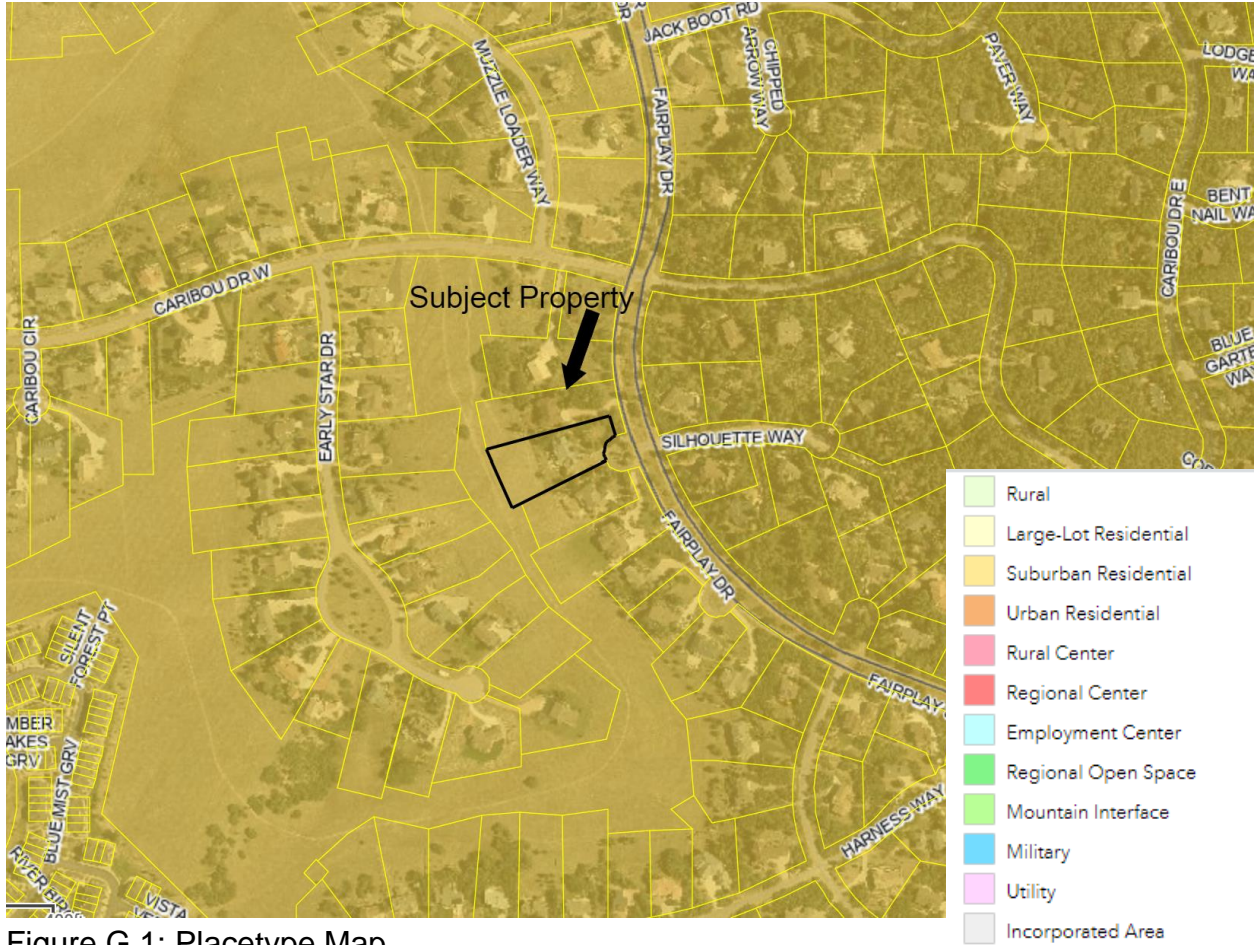 DR
JACK BOOT RD
CHIPPED
ARROW WAY
PAVER WAY
LODGE
WA
MUZZLE LOADER WAY
FAIRPLAY DR
CARIBOU DR E
BENT
NAIL WA
CARIBOU DR W
Subject Property
CARIBOU CIR
EARLY STAR DR
BLUE
GARTE
WAY
SILHOUETTE WAY
FAIRPLAY DR
FAIRPLAY
SILENT
FOREST PT
MBER
AKES
GRV
BLUE MIST GRV
HARNESS WAY
RIVER BIR
VISTA
Rural
Large-Lot Residential
Suburban Residential
Urban Residential
Rural Center
Regional Center
Employment Center
Regional Open Space
Mountain Interface
Military
Utility
Incorporated Area
Figure G.1: Placetype Map